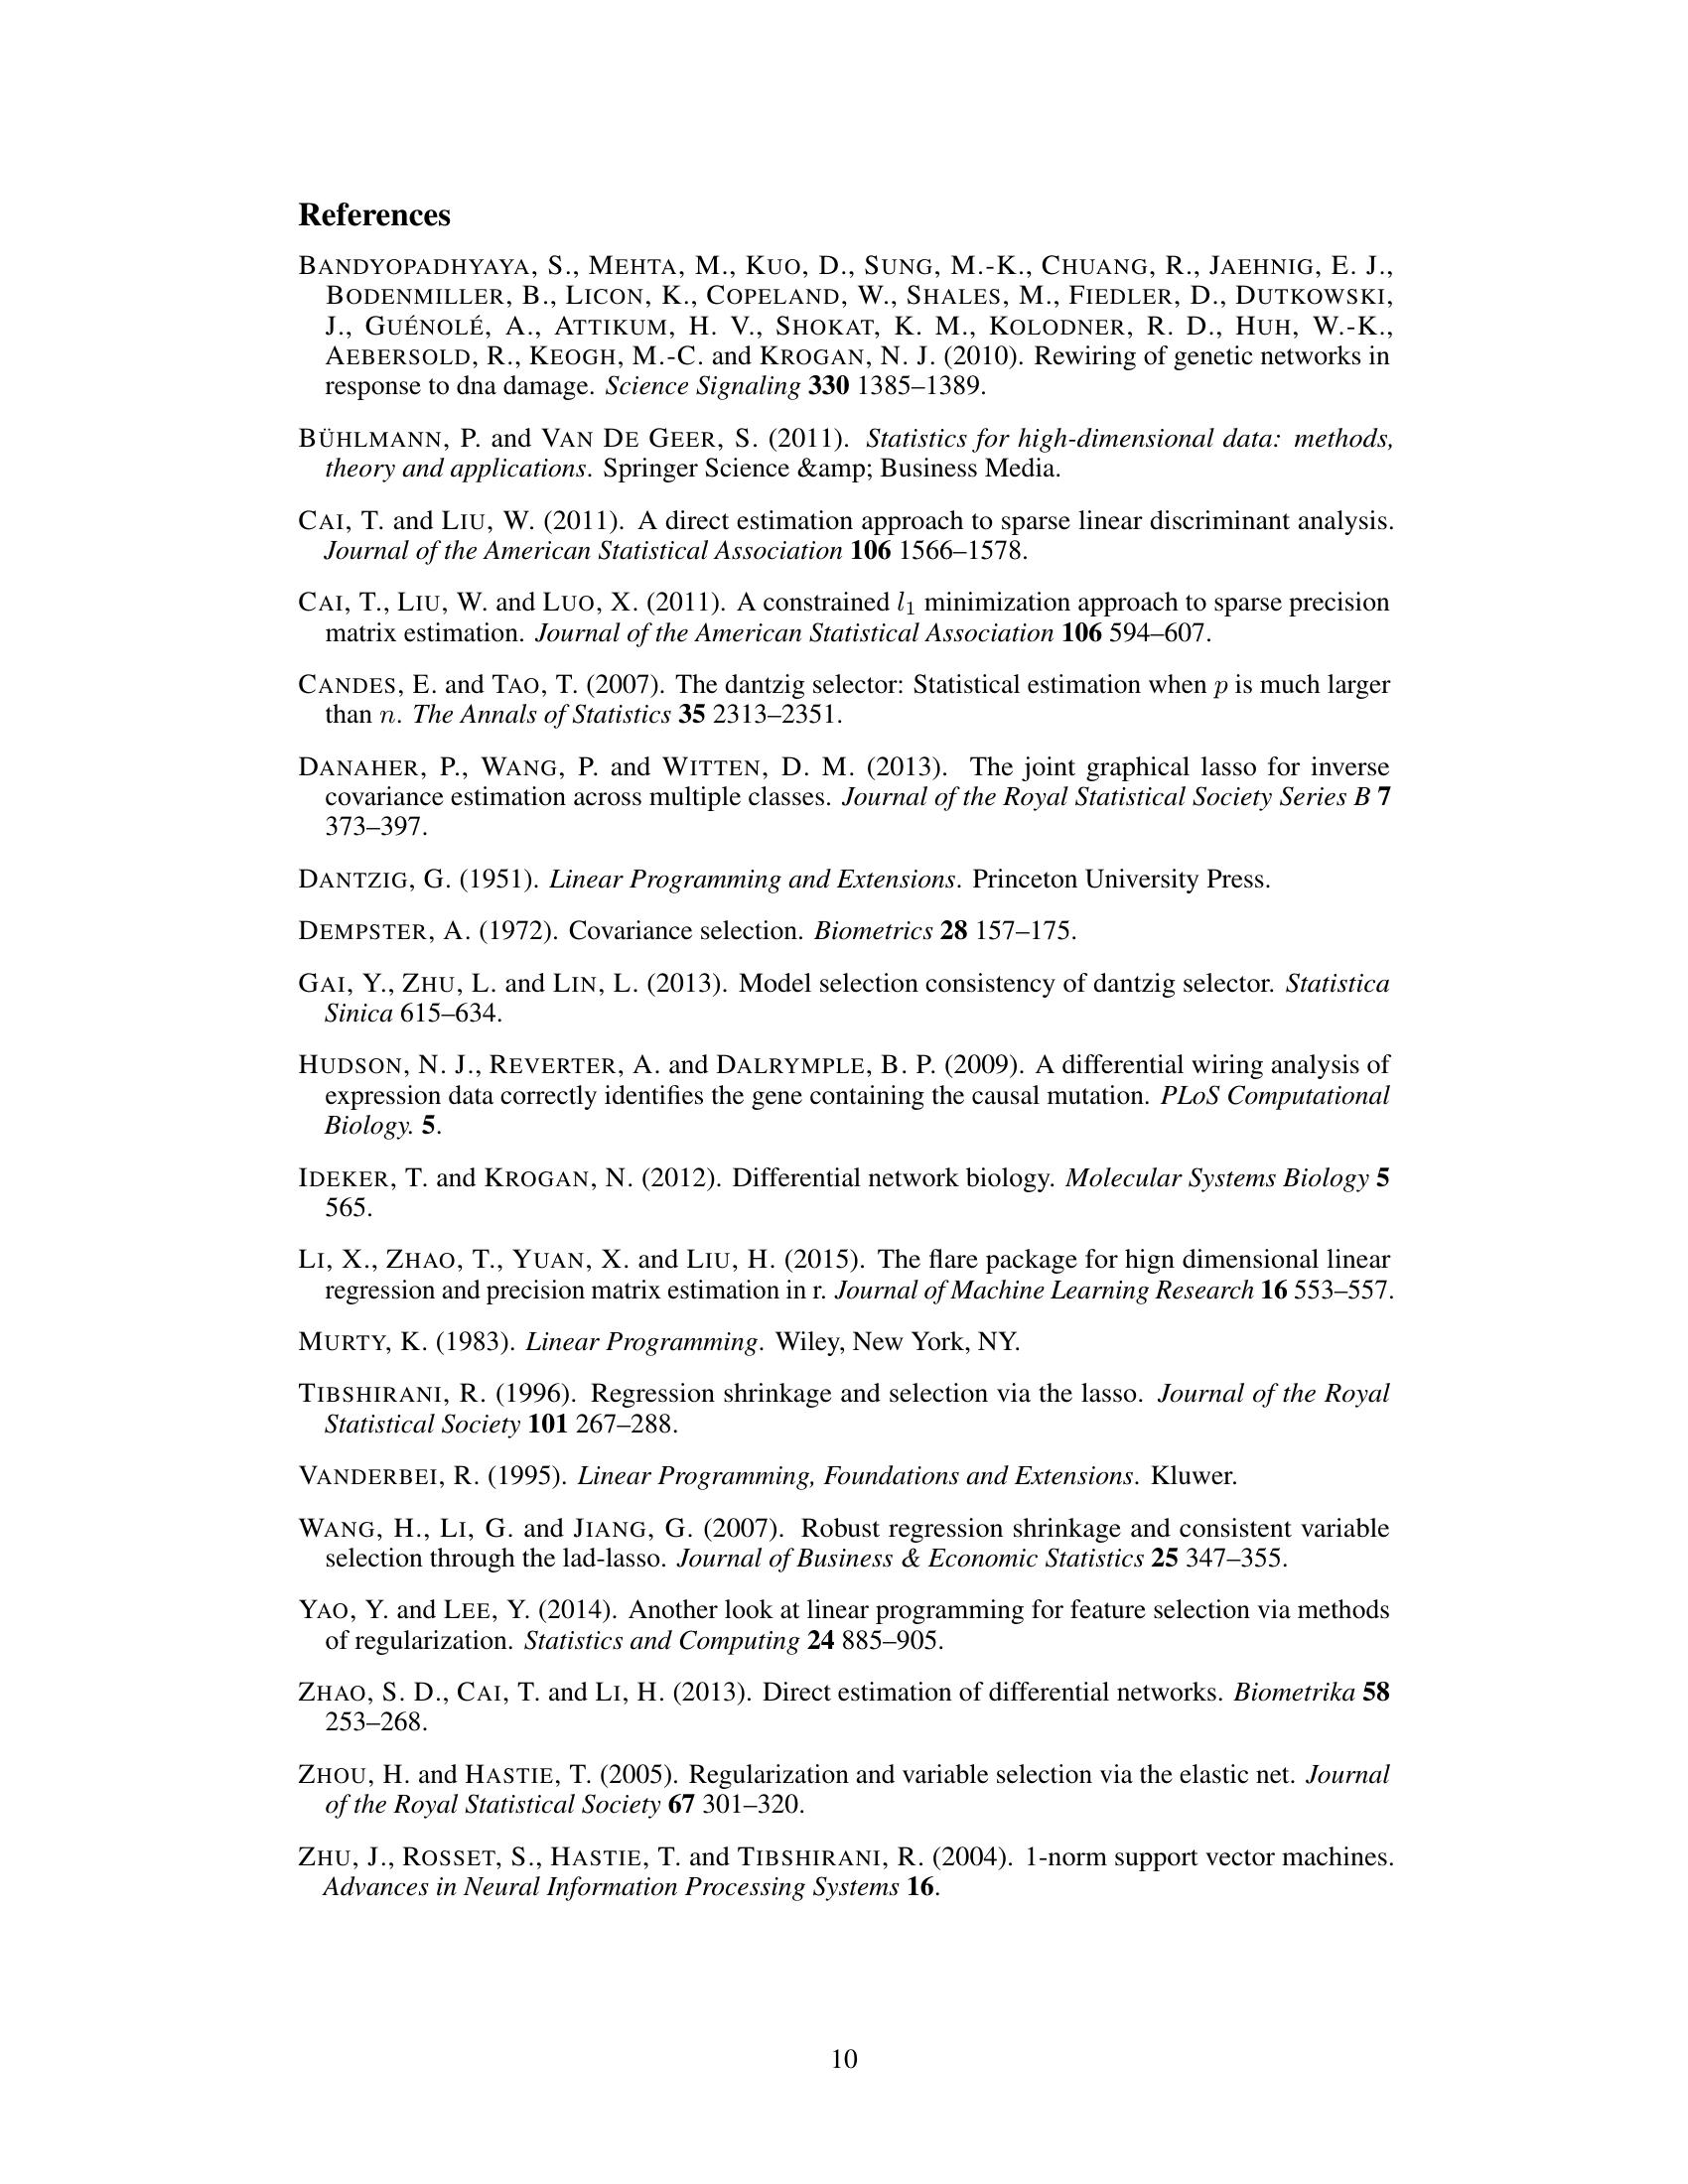 References
BANDYOPADHYAYA, S., MEHTA, M., KUO, D., SUNG, M.-K., CHUANG, R., JAEHNIG, E. J.,
BODENMILLER, B., LICON, K., COPELAND, W., SHALES, M., FIEDLER, D., DUTKOWSKI,
J., GUÉNOLÉ, A., ATTIKUM, H. V., SHOKAT, K. M., KOLODNER, R. D., HUH, W.-K.,
AEBERSOLD, R., KEOGH, M.-C. and KROGAN, N. J. (2010). Rewiring of genetic networks in
response to dna damage. Science Signaling 330 1385–1389.
BÜHLMANN, P. and VAN DE GEER, S. (2011). Statistics for high-dimensional data: methods,
theory and applications. Springer Science &amp; Business Media.
CAI, T. and LIU, W. (2011). A direct estimation approach to sparse linear discriminant analysis.
Journal of the American Statistical Association 106 1566–1578.
CAI, T., LIU, W. and LUO, X. (2011). A constrained l₁ minimization approach to sparse precision
matrix estimation. Journal of the American Statistical Association 106 594–607.
CANDES, E. and TAO, T. (2007). The dantzig selector: Statistical estimation when p is much larger
than n. The Annals of Statistics 35 2313–2351.
DANAHER, P., WANG, P. and WITTEN, D. M. (2013). The joint graphical lasso for inverse
covariance estimation across multiple classes. Journal of the Royal Statistical Society Series B 7
373–397.
DANTZIG, G. (1951). Linear Programming and Extensions. Princeton University Press.
DEMPSTER, A. (1972). Covariance selection. Biometrics 28 157–175.
GAI, Y., ZHU, L. and LIN, L. (2013). Model selection consistency of dantzig selector. Statistica
Sinica 615–634.
HUDSON, N. J., REVERTER, A. and DALRYMPLE, B. P. (2009). A differential wiring analysis of
expression data correctly identifies the gene containing the causal mutation. PLoS Computational
Biology. 5.
IDEKER, T. and KROGAN, N. (2012). Differential network biology. Molecular Systems Biology 5
565.
LI, X., ZHAO, T., YUAN, X. and LIU, H. (2015). The flare package for hign dimensional linear
regression and precision matrix estimation in r. Journal of Machine Learning Research 16 553–557.
MURTY, K. (1983). Linear Programming. Wiley, New York, NY.
TIBSHIRANI, R. (1996). Regression shrinkage and selection via the lasso. Journal of the Royal
Statistical Society 101 267–288.
VANDERBEI, R. (1995). Linear Programming, Foundations and Extensions. Kluwer.
WANG, H., LI, G. and JIANG, G. (2007). Robust regression shrinkage and consistent variable
selection through the lad-lasso. Journal of Business & Economic Statistics 25 347–355.
YAO, Y. and LEE, Y. (2014). Another look at linear programming for feature selection via methods
of regularization. Statistics and Computing 24 885–905.
ZHAO, S. D., CAI, T. and LI, H. (2013). Direct estimation of differential networks. Biometrika 58
253–268.
ZHOU, H. and HASTIE, T. (2005). Regularization and variable selection via the elastic net. Journal
of the Royal Statistical Society 67 301–320.
ZHU, J., ROSSET, S., HASTIE, T. and TIBSHIRANI, R. (2004). 1-norm support vector machines.
Advances in Neural Information Processing Systems 16.
10